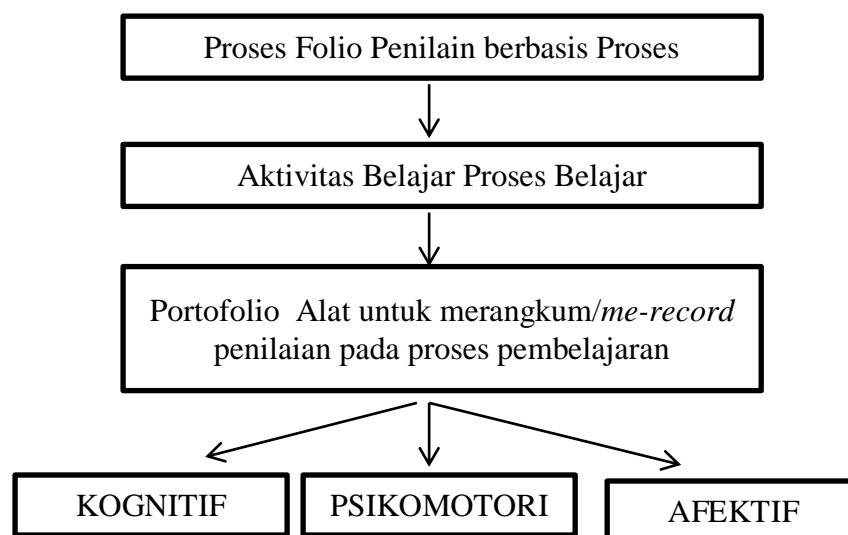 Proses Folio Penilain berbasis Proses
Aktivitas Belajar Proses Belajar
Portofolio Alat untuk merangkum/me-record
penilaian pada proses pembelajaran
KOGNITIF
PSIKOMOTORI
AFEKTIF